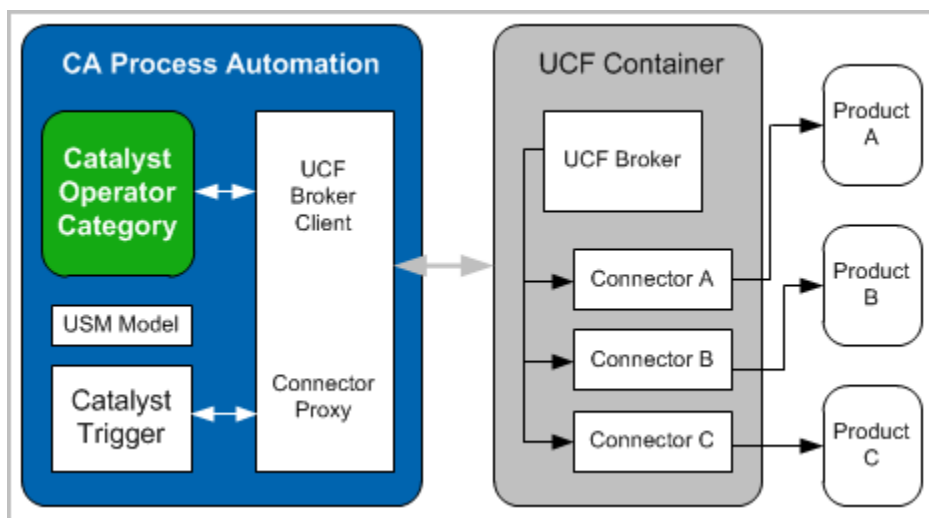 CA Process Automation
Catalyst
Operator
Category
UCF
Broker
Client
USM Model
Catalyst
Trigger
Connector
Proxy
UCF Container
UCF Broker
Connector A
Connector B
Connector C
Product
A
Product
B
Product
C